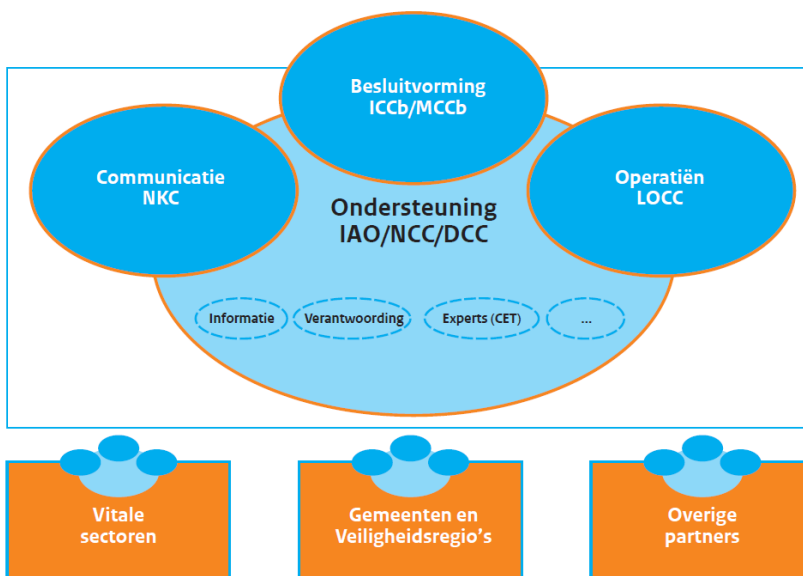 Besluitvorming
ICCb/MCCb
Communicatie
NKC
Operatiën
LOCC
Ondersteuning
IAO/NCC/DCC
Informatie
Verantwoording
Experts (CET)
...
Vitale
sectoren
Gemeenten en
Veiligheidsregio's
Overige
partners